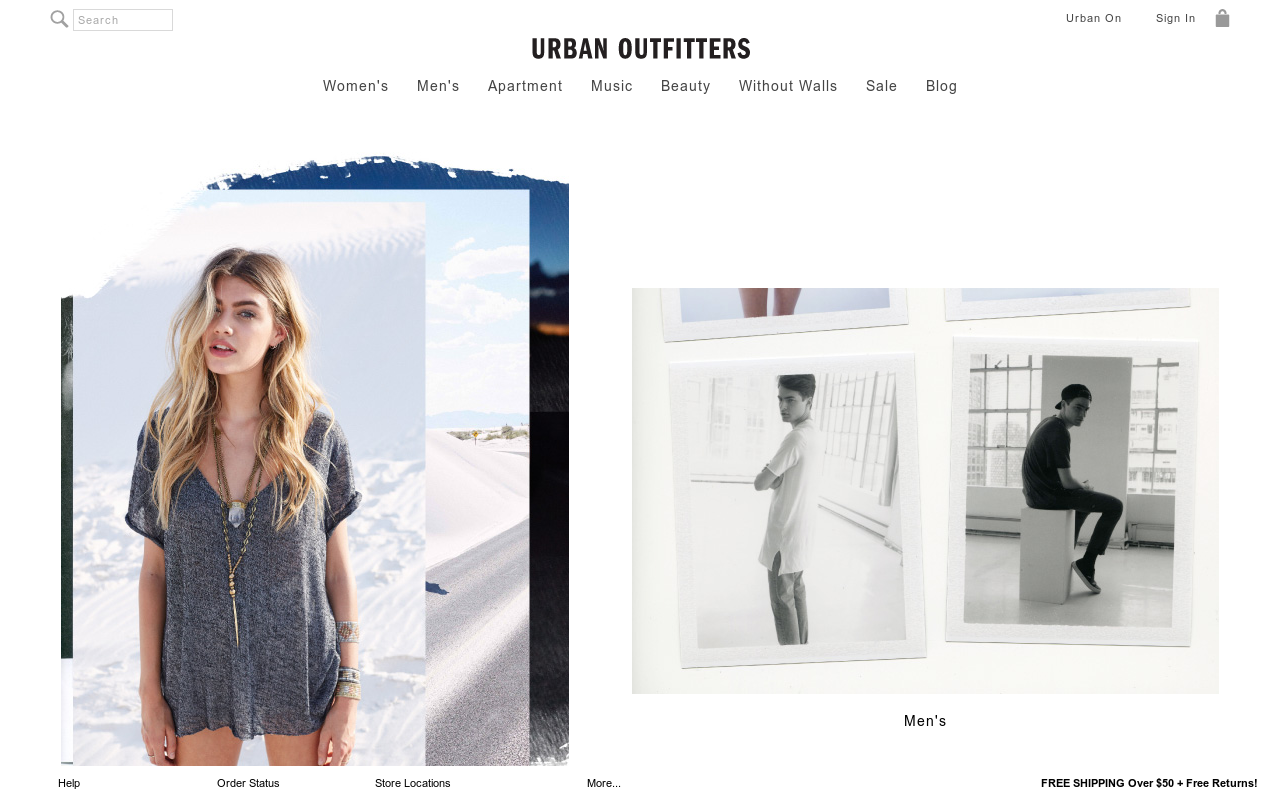 Search
Urban On
Sign In
URBAN OUTFITTERS
Women's Men's Apartment Music Beauty Without Walls Sale Blog
Men's
Help Order Status Store Locations More... FREE SHIPPING Over $50 + Free Returns!